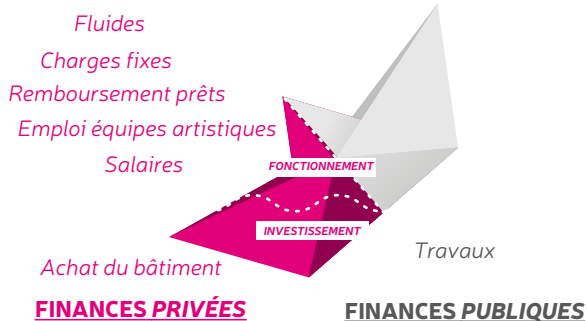 Fluides
Charges fixes
Remboursement prêts
Emploi équipes artistiques
Salaires
FONCTIONNEMENT
INVESTISSEMENT
Travaux
Achat du bâtiment
FINANCES PRIVÉES
FINANCES PUBLIQUES